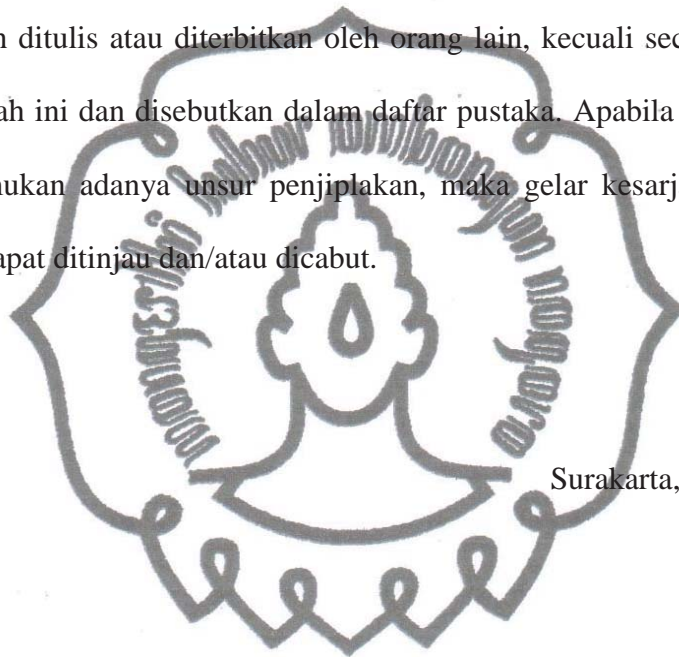 n ditulis atau diterbitkan oleh orang lain, kecuali sec
ah ini dan disebutkan dalam daftar pustaka. Apabila
ukan adanya unsur penjiplakan, maka gelar kesarj
apat ditinjau dan/atau dicabut.
Surakarta,